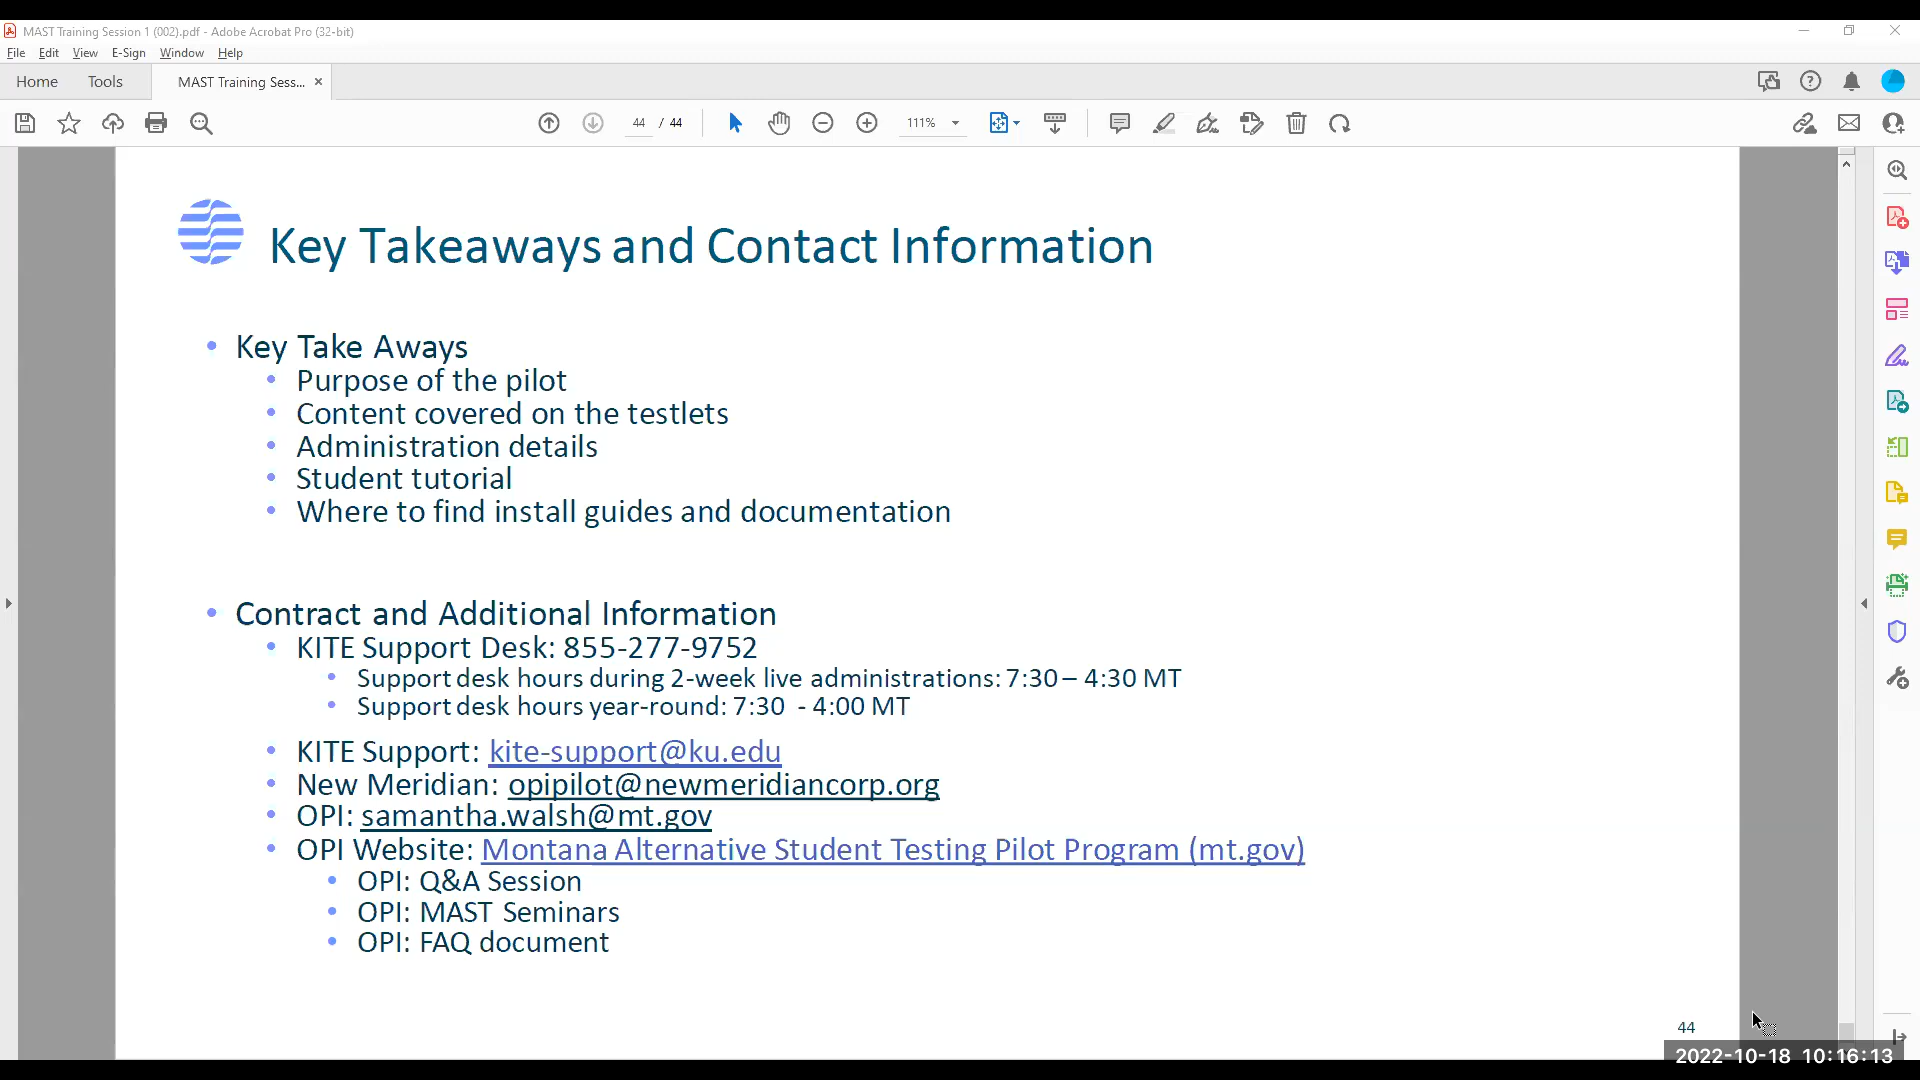 MAST Training Session 1 (002).pdf - Adobe Acrobat Pro (32-bit)
File Edit View E-Sign Window Help
Home Tools MAST Training Sess... ×
44 / 44 111%
Key Takeaways and Contact Information
• Key Take Aways
• Purpose of the pilot
• Content covered on the testlets
• Administration details
• Student tutorial
• Where to find install guides and documentation
• Contract and Additional Information
• KITE Support Desk: 855-277-9752
• Support desk hours during 2-week live administrations: 7:30 – 4:30 MT
• Support desk hours year-round: 7:30 - 4:00 MT
• KITE Support: kite-support@ku.edu
• New Meridian: opipilot@newmeridiancorp.org
• OPI: samantha.walsh@mt.gov
• OPI Website: Montana Alternative Student Testing Pilot Program (mt.gov)
• OPI: Q&A Session
• OPI: MAST Seminars
• OPI: FAQ document
44
2022-10-18 10:16:13